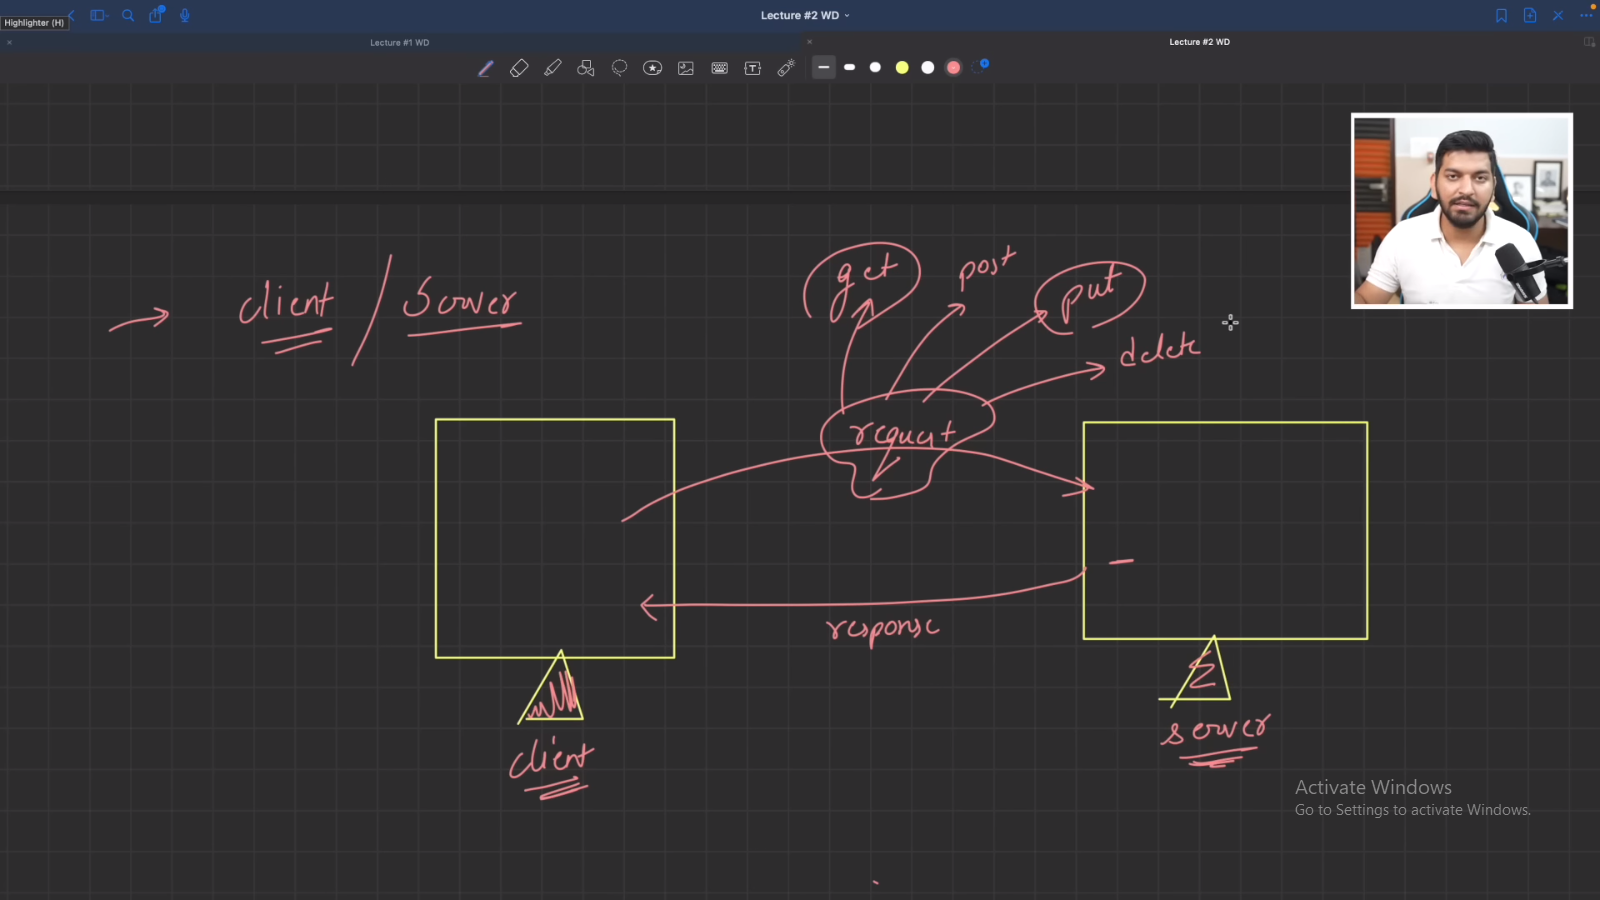 Highlighter (H)
Lecture #2 WD
Lecture #1 WD
Lecture #2 WD
T
get
post
put
delete
client / Server
request
response
client
server
Activate Windows
Go to Settings to activate Windows.